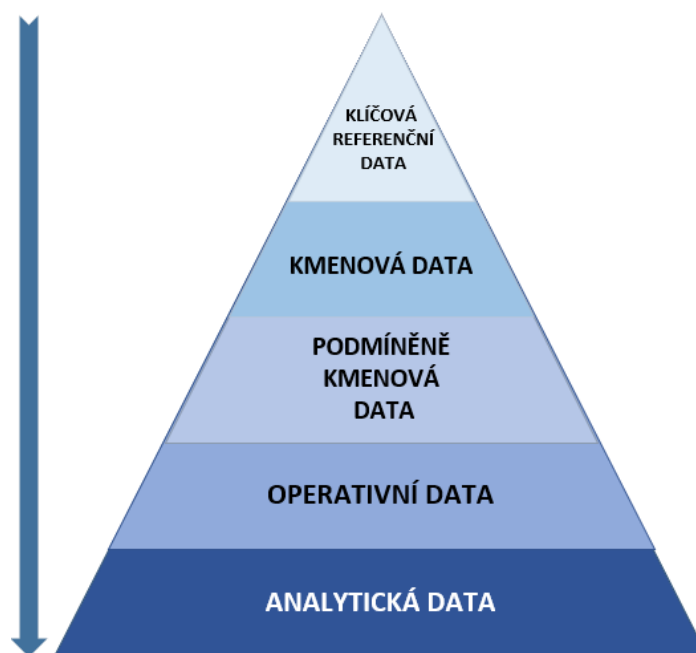 KLÍČOVÁ
REFERENČNÍ
DATA
KMENOVÁ DATA
PODMÍNĚNĚ
KMENOVÁ
DATA
OPERATIVNÍ DATA
ANALYTICKÁ DATA